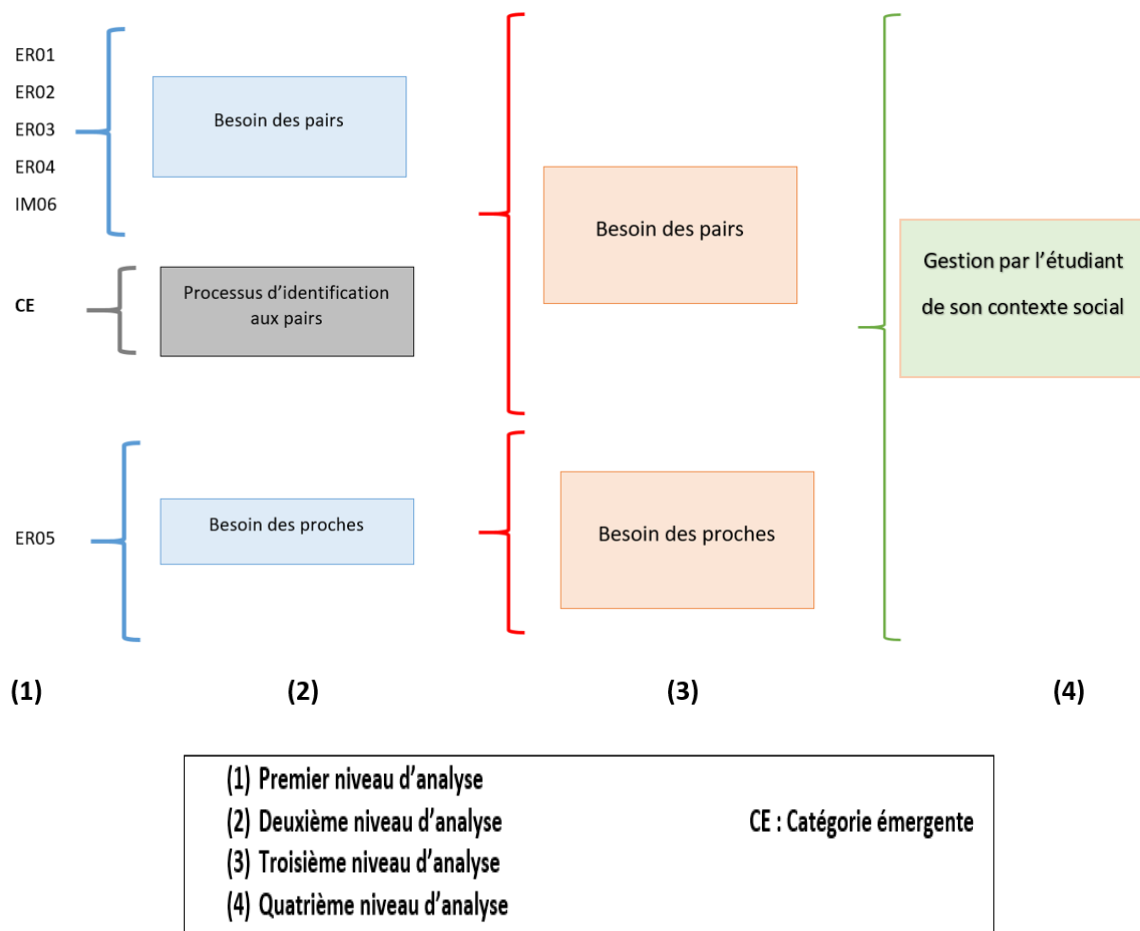 ER01
ER02
ER03
ER04
IM06
Besoin des pairs
CE
Processus d’identification
aux pairs
ER05
Besoin des proches
Besoin des pairs
Besoin des proches
Gestion par l’étudiant
de son contexte social
(1)
(2)
(3)
(4)
(1) Premier niveau d’analyse
(2) Deuxième niveau d’analyse
CE : Catégorie émergente
(3) Troisième niveau d’analyse
(4) Quatrième niveau d’analyse